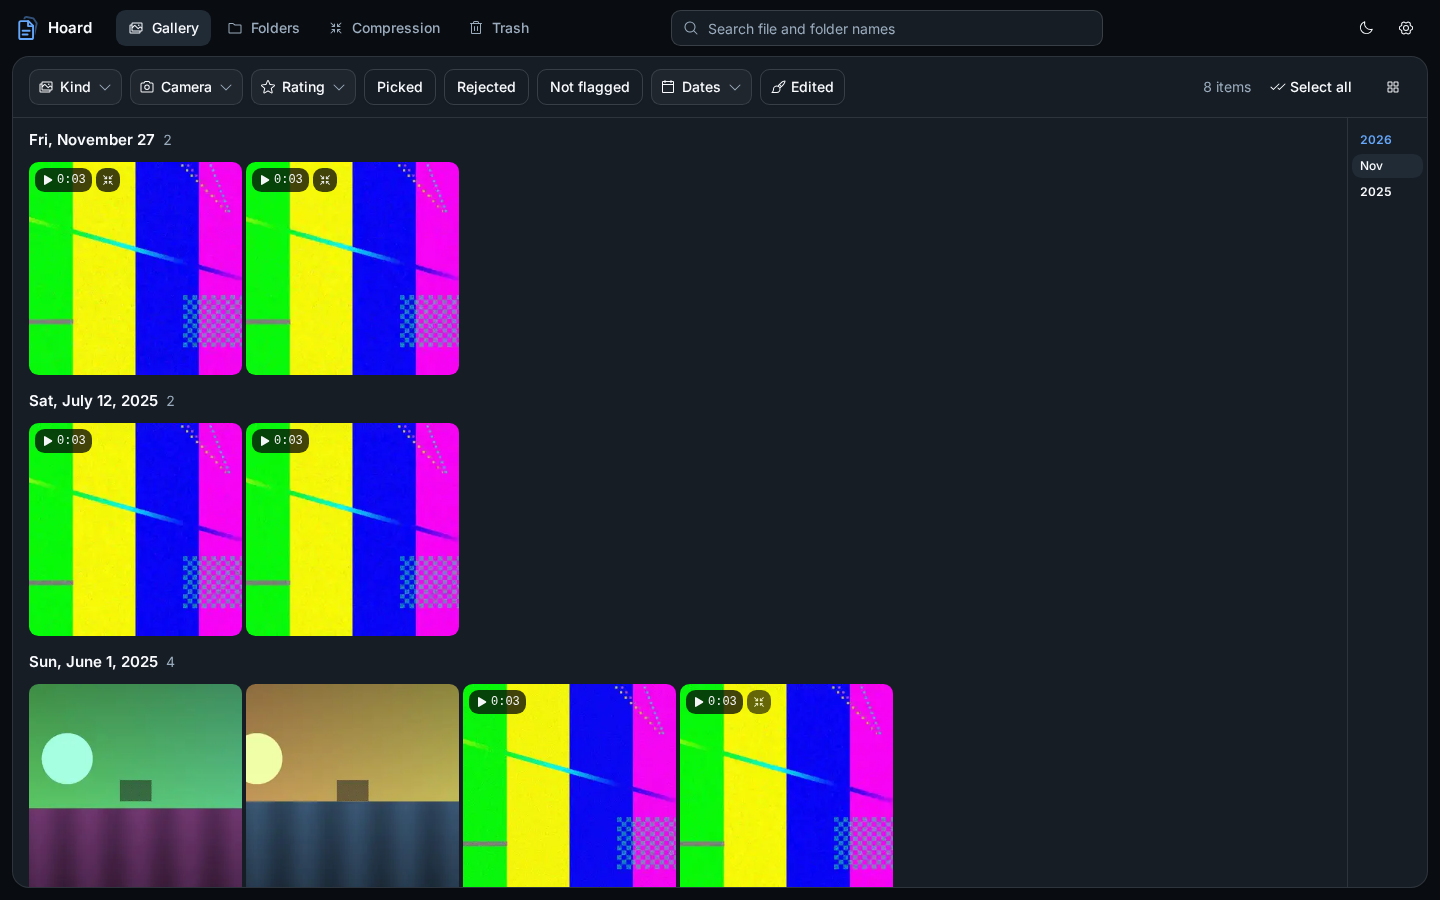 Hoard Gallery Folders Compression Trash Search file and folder names
Kind Camera Rating Picked Rejected Not flagged Dates Edited 8 items Select all
Fri, November 27 2
0:03 0:03
Sat, July 12, 2025 2
0:03 0:03
Sun, June 1, 2025 4
0:03 0:03
2026
Nov
2025